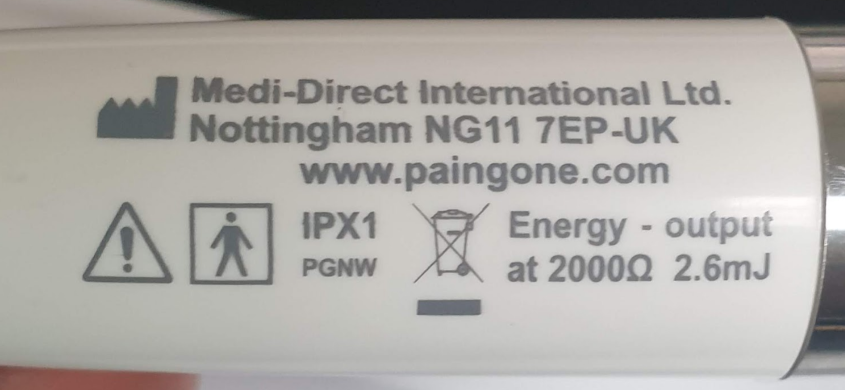 Medi-Direct International Ltd.
Nottingham NG11 7EP-UK
www.paingone.com
IPX1
PGNW
Energy - output
at 2000Ω 2.6mJ